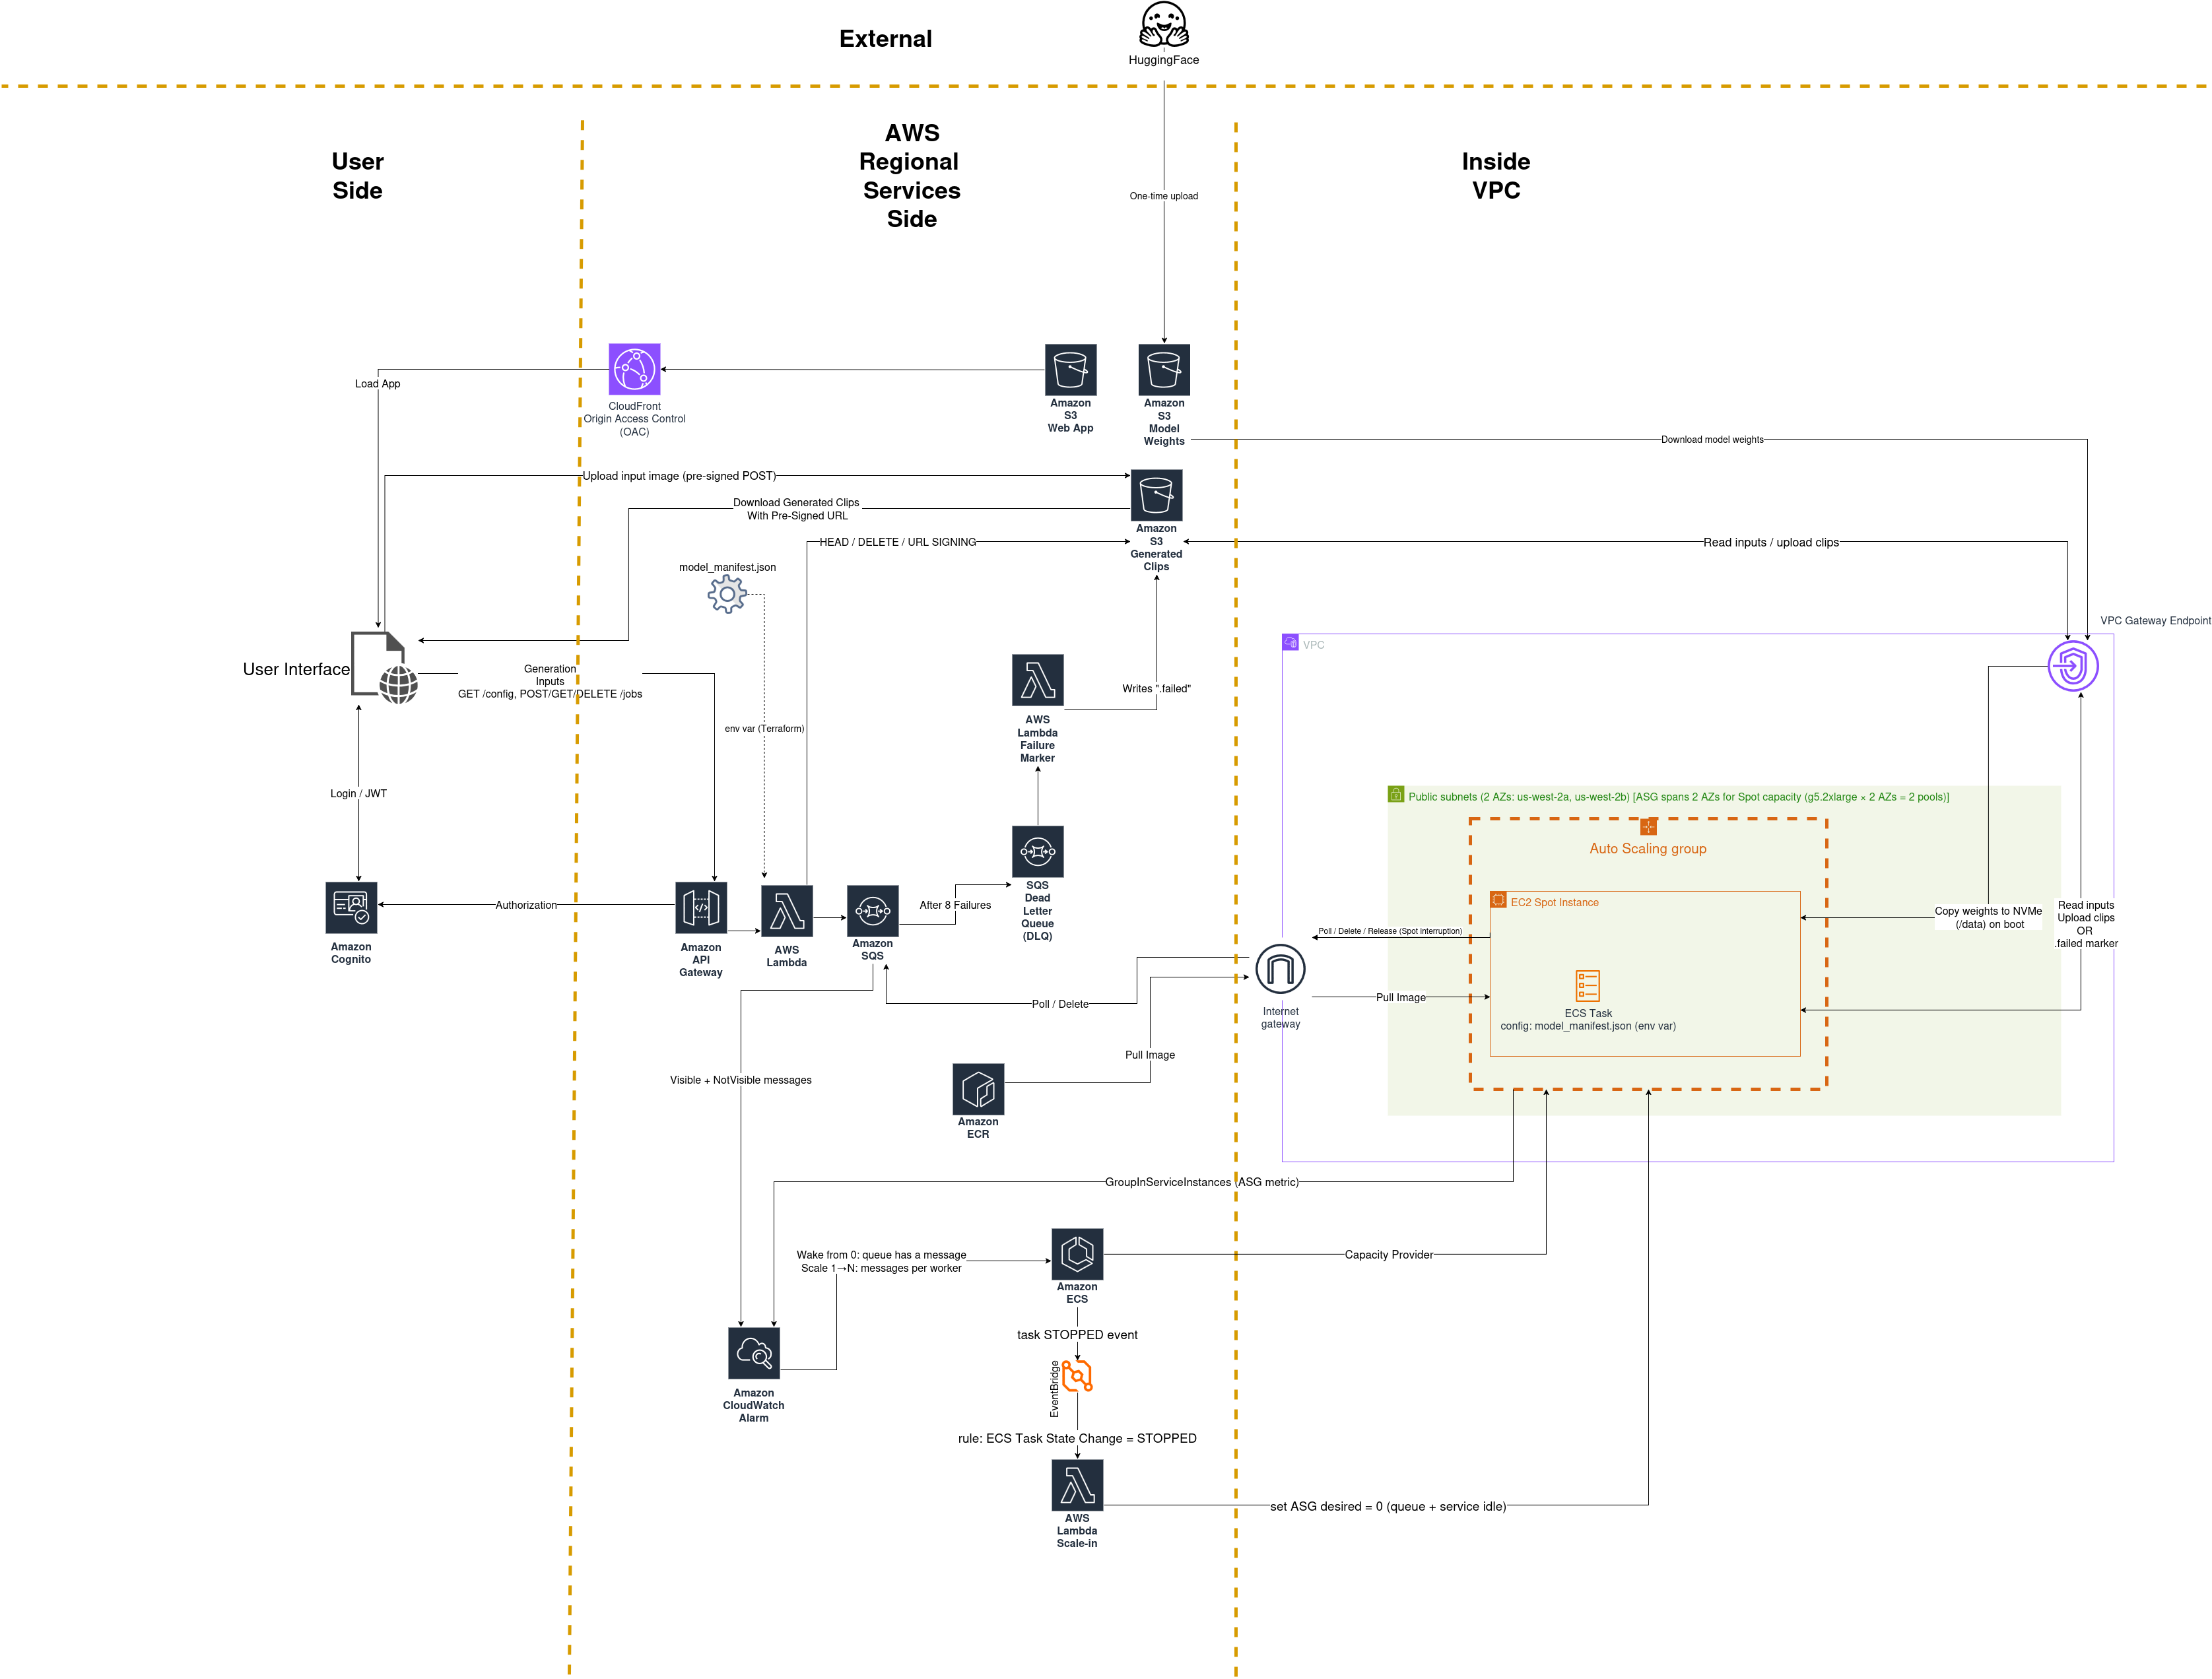 External
HuggingFace
User
Side
AWS
Regional
Services
Side
Inside
VPC
One-time upload
Load App
CloudFront
Origin Access Control
(OAC)
Amazon
S3
Web App
Amazon
S3
Model
Weights
Download model weights
Upload input image (pre-signed POST)
Download Generated Clips
With Pre-Signed URL
HEAD / DELETE / URL SIGNING
Amazon
S3
Generated
Clips
Read inputs / upload clips
model_manifest.json
VPC Gateway Endpoint
VPC
User Interface
Generation
Inputs
GET /config, POST/GET/DELETE /jobs
Writes ".failed"
AWS
Lambda
Failure
Marker
env var (Terraform)
Login / JWT
Public subnets (2 AZs: us-west-2a, us-west-2b) [ASG spans 2 AZs for Spot capacity (g5.2xlarge × 2 AZs = 2 pools)]
Auto Scaling group
EC2 Spot Instance
SQS
Dead
Letter
Queue
(DLQ)
After 8 Failures
Authorization
Amazon
Cognito
Amazon
API
Gateway
AWS
Lambda
Amazon
SQS
Copy weights to NVMe
(/data) on boot
Read inputs
Upload clips
OR
.failed marker
Poll / Delete / Release (Spot interruption)
Pull Image
Internet
gateway
ECS Task
config: model_manifest.json (env var)
Poll / Delete
Pull Image
Amazon
ECR
Visible + NotVisible messages
GroupInServiceInstances (ASG metric)
Wake from 0: queue has a message
Scale 1→N: messages per worker
Capacity Provider
Amazon
ECS
task STOPPED event
EventBridge
Amazon
CloudWatch
Alarm
rule: ECS Task State Change = STOPPED
set ASG desired = 0 (queue + service idle)
AWS
Lambda
Scale-in